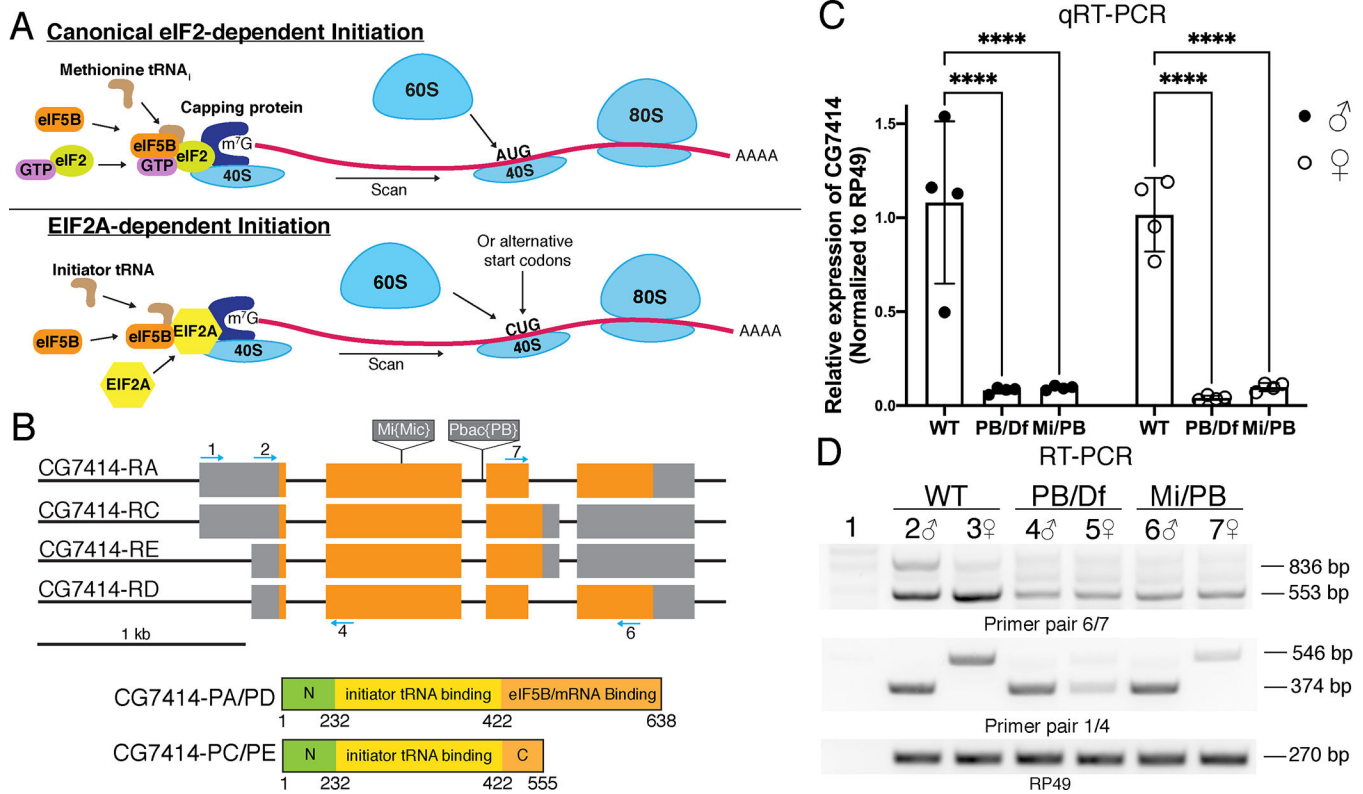 A
Canonical eIF2-dependent Initiation
Methionine tRNAi
Capping protein
eIF5B
eIF5B
m7G
GTP
eIF2
GTP
eIF2
40S
Scan
60S
AUG
40S
80S
AAAA
EIF2A-dependent Initiation
Initiator tRNA
eIF5B
eIF5B
EIF2A
EIF2A
m7G
40S
Scan
60S
Or alternative
start codons
CUG
40S
80S
AAAA
B
Mi{Mic}
Pbac{PB}
1
2
7
CG7414-RA
CG7414-RC
CG7414-RE
CG7414-RD
4
6
1 kb
CG7414-PA/PD
N
initiator tRNA binding
eIF5B/mRNA Binding
1
232
422
638
CG7414-PC/PE
N
initiator tRNA binding
C
1
232
422
555
C
qRT-PCR
****
****
****
****
♂
♀
Relative expression of CG7414
(Normalized to RP49)
1.5
1.0
0.5
0.0
WT
PB/Df
Mi/PB
WT
PB/Df
Mi/PB
D
RT-PCR
WT
PB/Df
Mi/PB
1
2♂
3♀
4♂
5♀
6♂
7♀
836 bp
553 bp
Primer pair 6/7
546 bp
374 bp
Primer pair 1/4
270 bp
RP49